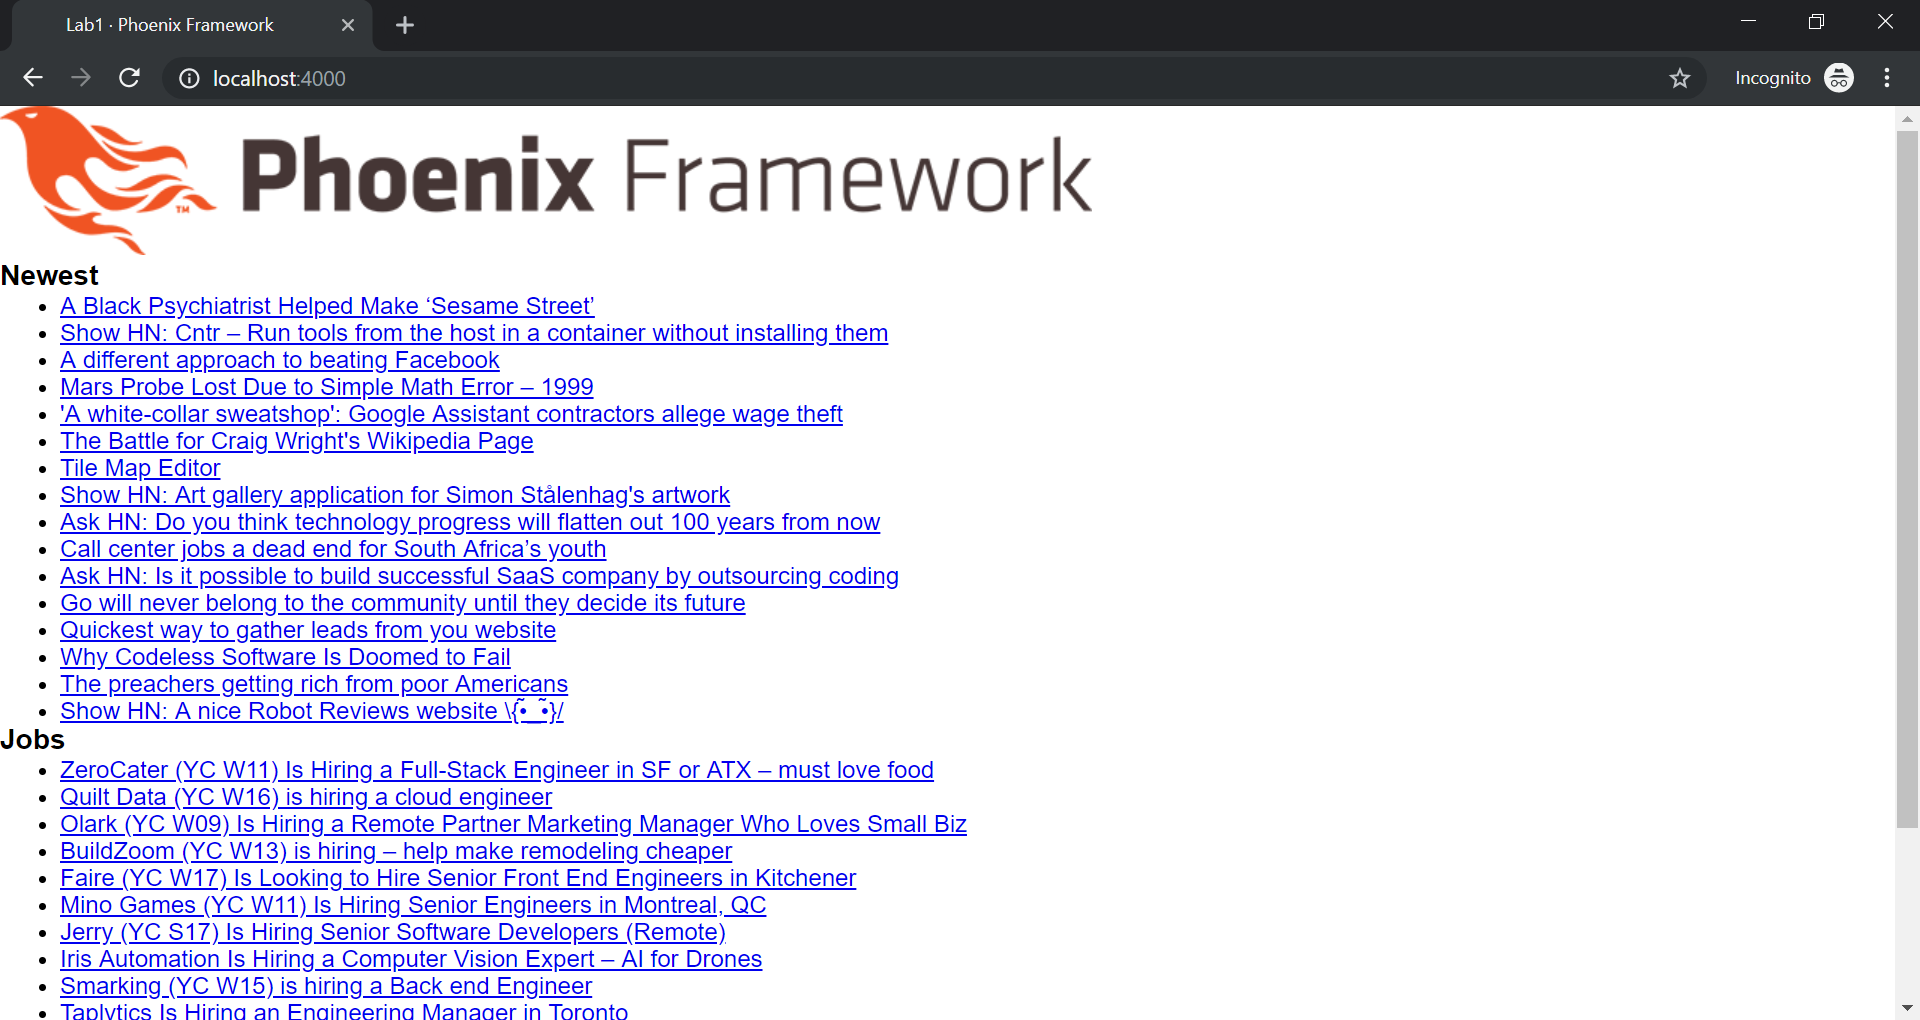 Lab1 · Phoenix Framework
localhost:4000
Incognito
Phoenix Framework
TM
Newest
A Black Psychiatrist Helped Make ‘Sesame Street’
Show HN: Cntr – Run tools from the host in a container without installing them
A different approach to beating Facebook
Mars Probe Lost Due to Simple Math Error – 1999
'A white-collar sweatshop': Google Assistant contractors allege wage theft
The Battle for Craig Wright's Wikipedia Page
Tile Map Editor
Show HN: Art gallery application for Simon Stålenhag's artwork
Ask HN: Do you think technology progress will flatten out 100 years from now
Call center jobs a dead end for South Africa’s youth
Ask HN: Is it possible to build successful SaaS company by outsourcing coding
Go will never belong to the community until they decide its future
Quickest way to gather leads from you website
Why Codeless Software Is Doomed to Fail
The preachers getting rich from poor Americans
Show HN: A nice Robot Reviews website \{•̃_•̃}/
Jobs
ZeroCater (YC W11) Is Hiring a Full-Stack Engineer in SF or ATX – must love food
Quilt Data (YC W16) is hiring a cloud engineer
Olark (YC W09) Is Hiring a Remote Partner Marketing Manager Who Loves Small Biz
BuildZoom (YC W13) is hiring – help make remodeling cheaper
Faire (YC W17) Is Looking to Hire Senior Front End Engineers in Kitchener
Mino Games (YC W11) Is Hiring Senior Engineers in Montreal, QC
Jerry (YC S17) Is Hiring Senior Software Developers (Remote)
Iris Automation Is Hiring a Computer Vision Expert – AI for Drones
Smarking (YC W15) is hiring a Back end Engineer
Taplytics Is Hiring an Engineering Manager in Toronto